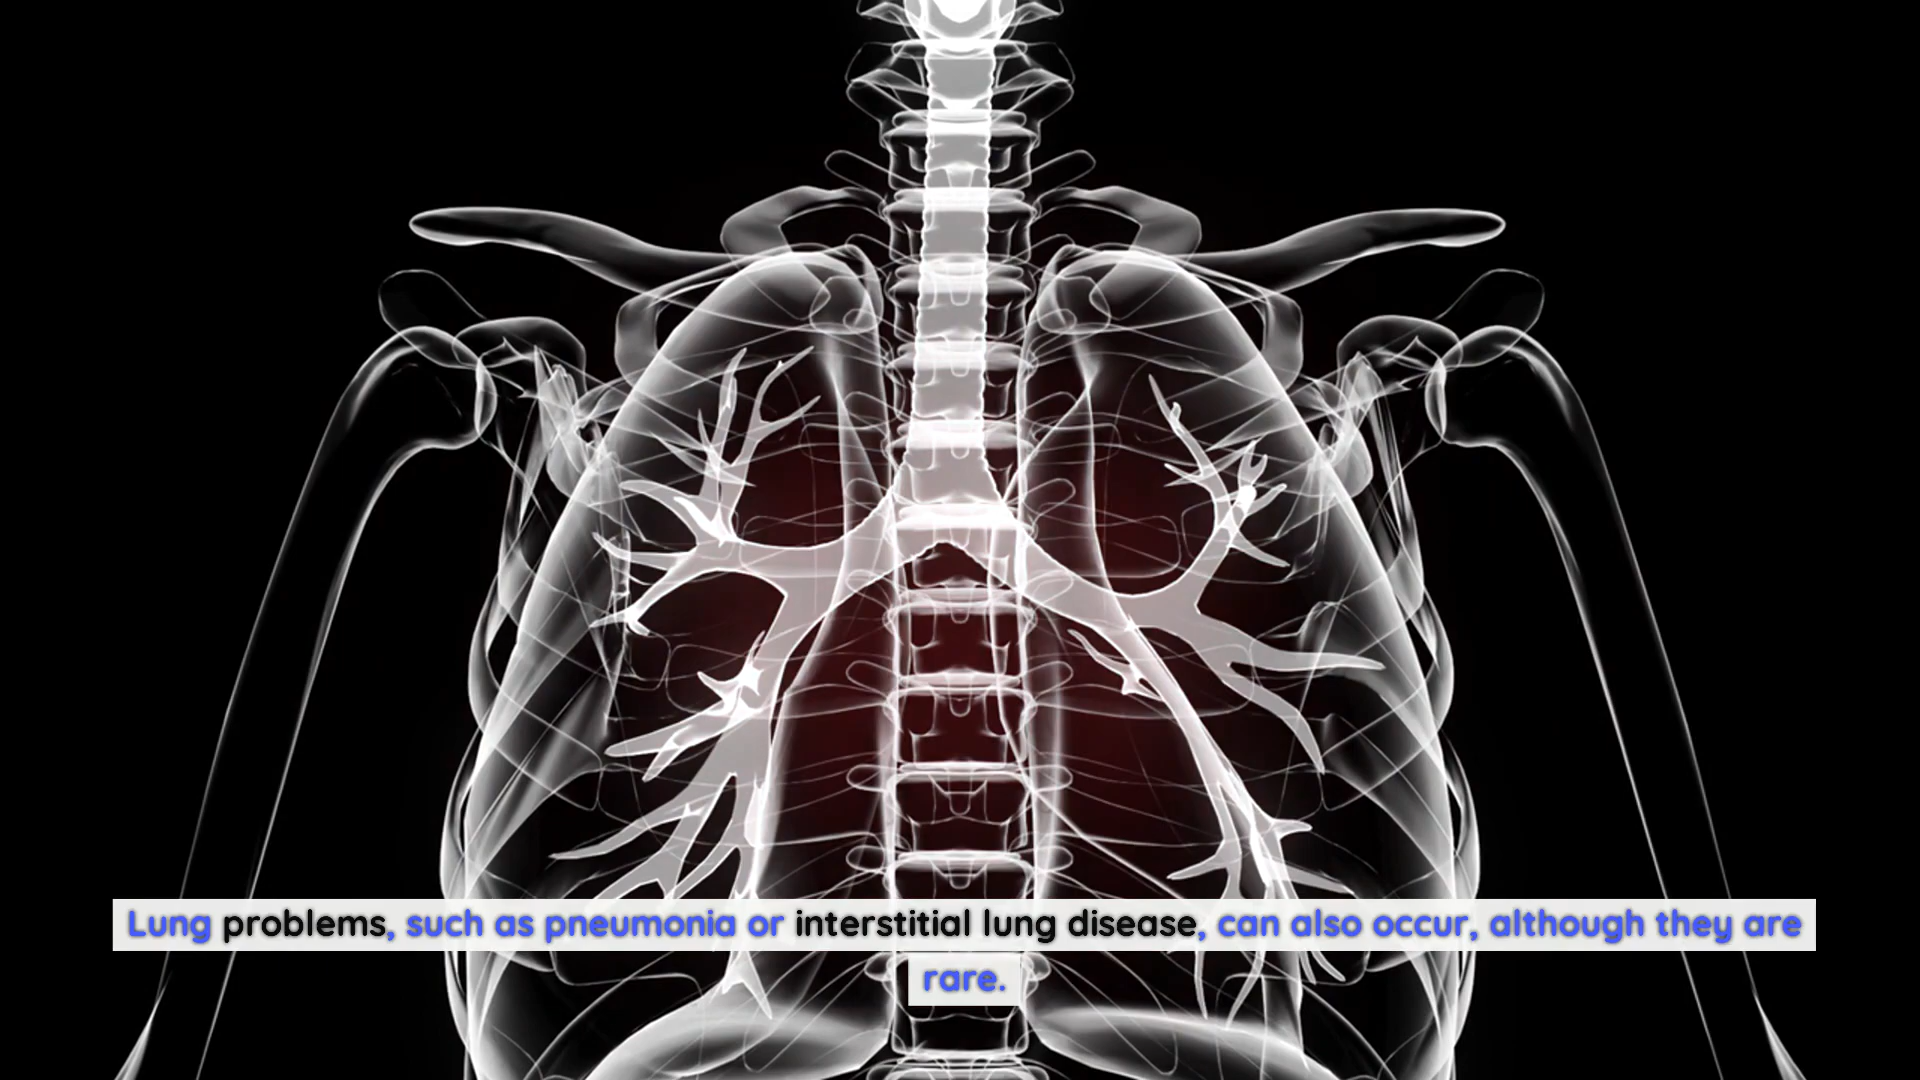 Lung problems, such as pneumonia or interstitial lung disease, can also occur, although they are
rare.